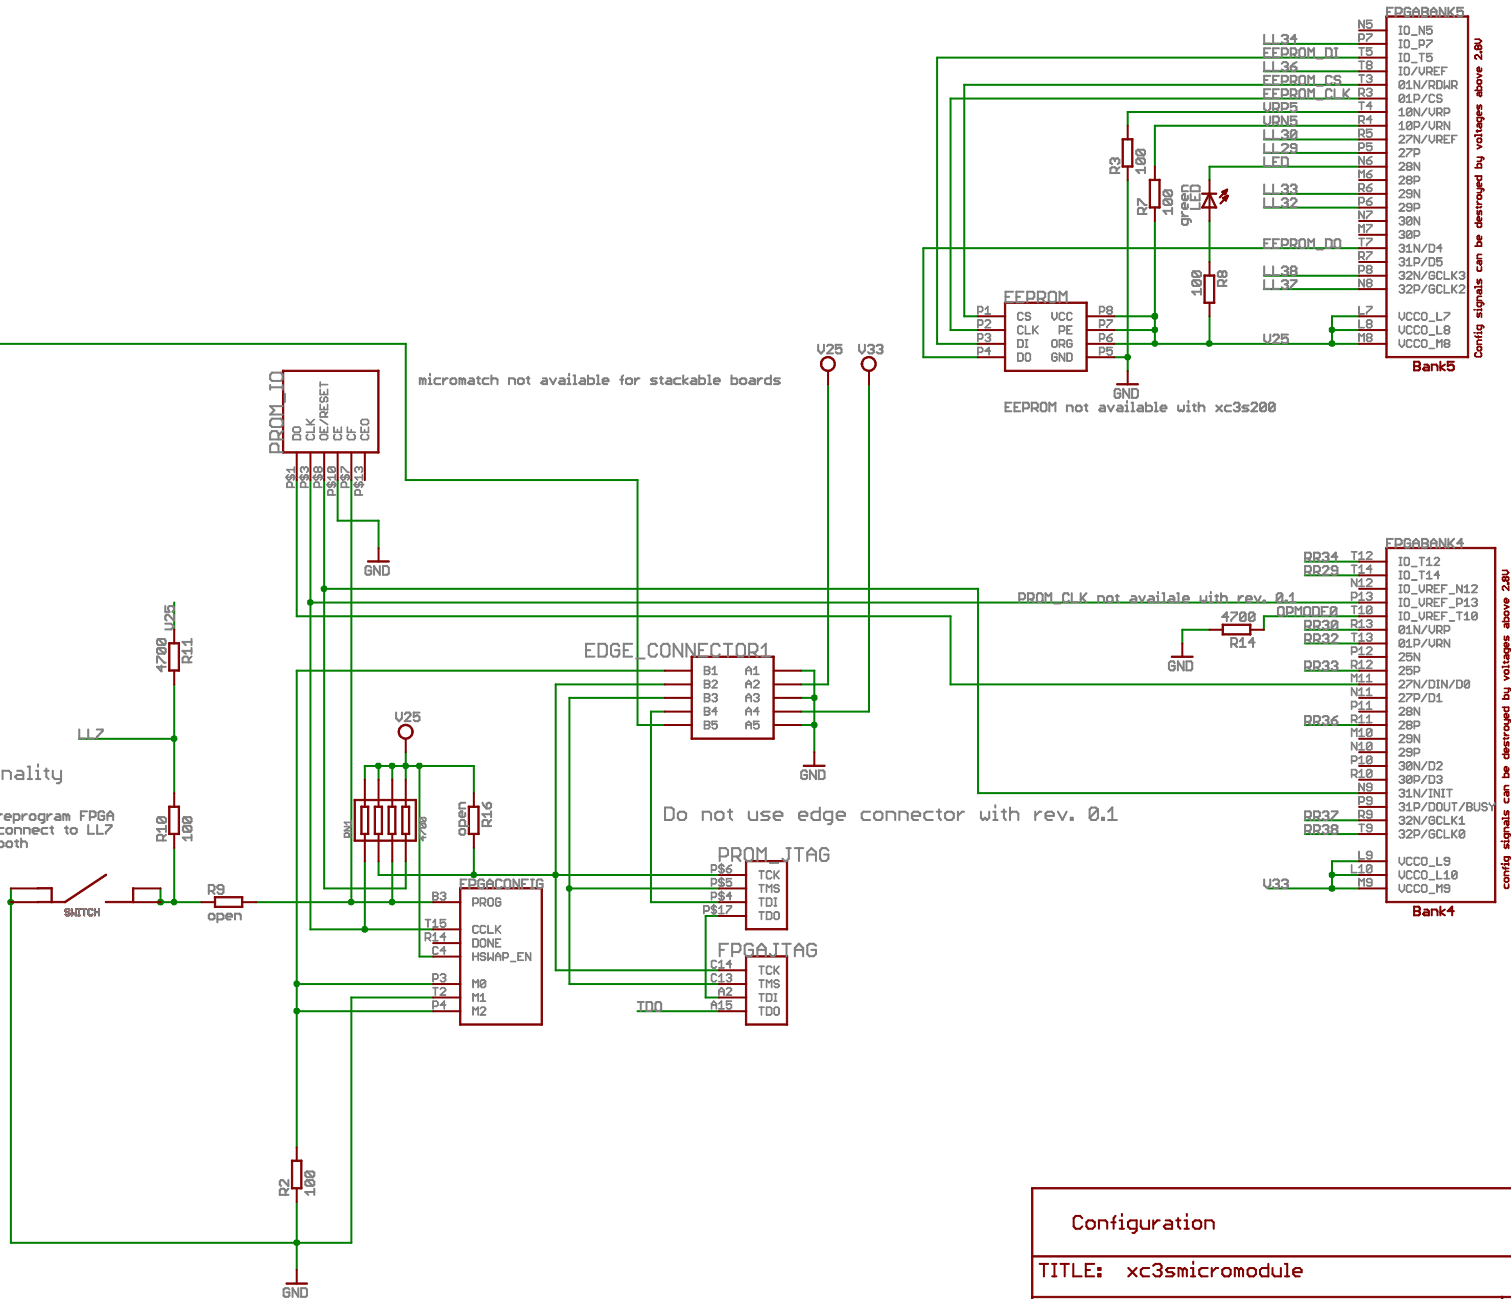 FPGABANK5
N5 IO_N5
LL34 P7 IO_P7
EEPROM_DI T5 IO_T5
LL36 T8 IO/VREF
EEPROM_CS T3 01N/RDWR
EEPROM_CLK R3 01P/CS
VRP5 T4 10N/VRP
VRN5 R4 10P/VRN
LL30 R5 27N/VREF
LL29 P5 27P
LED N6 28N
M6 28P
LL33 R6 29N
LL32 P6 29P
N7 30N
M7 30P
EEPROM_DO T7 31N/D4
R7 31P/D5
LL38 P8 32N/GCLK3
LL37 N8 32P/GCLK2
L7 VCCO_L7
L8 VCCO_L8
V25 M8 VCCO_M8
Bank5
Config signals can be destroyed by voltages above 2.8V
R3 100
R7 100
green LED
100 R8
EEPROM
P1 CS VCC P8
P2 CLK PE P7
P3 DI ORG P6
P4 DO GND P5
GND
EEPROM not available with xc3s200
V25 V33
micromatch not available for stackable boards
PROM_IO
DO
CLK
OE/RESET
CE
CF
CEO
P$1
P$3
P$8
P$10
P$7
P$13
GND
FPGABANK4
RR34 T12 IO_T12
RR29 T14 IO_T14
N12 IO_VREF_N12
PROM_CLK not availale with rev. 0.1 P13 IO_VREF_P13
OPMODE0 T10 IO_VREF_T10
RR30 R13 01N/VRP
RR32 T13 01P/VRN
P12 25N
RR33 R12 25P
M11 27N/DIN/D0
N11 27P/D1
P11 28N
RR36 R11 28P
M10 29N
N10 29P
P10 30N/D2
R10 30P/D3
N9 31N/INIT
P9 31P/DOUT/BUSY
RR37 R9 32N/GCLK1
RR38 T9 32P/GCLK0
L9 VCCO_L9
L10 VCCO_L10
V33 M9 VCCO_M9
Bank4
config signals can be destroyed by voltages above 2.8V
4700
R14
GND
V25
4700 R11
LL7
nality
reprogram FPGA
connect to LL7
both
R10 100
SWITCH
R9
open
EDGE_CONNECTOR1
B1 A1
B2 A2
B3 A3
B4 A4
B5 A5
GND
Do not use edge connector with rev. 0.1
V25
RN1
4700
open R16
PROM_JTAG
P$6 TCK
P$5 TMS
P$4 TDI
P$17 TDO
FPGAJTAG
C14 TCK
C13 TMS
A2 TDI
TDO A15 TDO
FPGACONFIG
B3 PROG
T15 CCLK
R14 DONE
C4 HSWAP_EN
P3 M0
T2 M1
P4 M2
R2 100
GND
Configuration
TITLE: xc3smicromodule